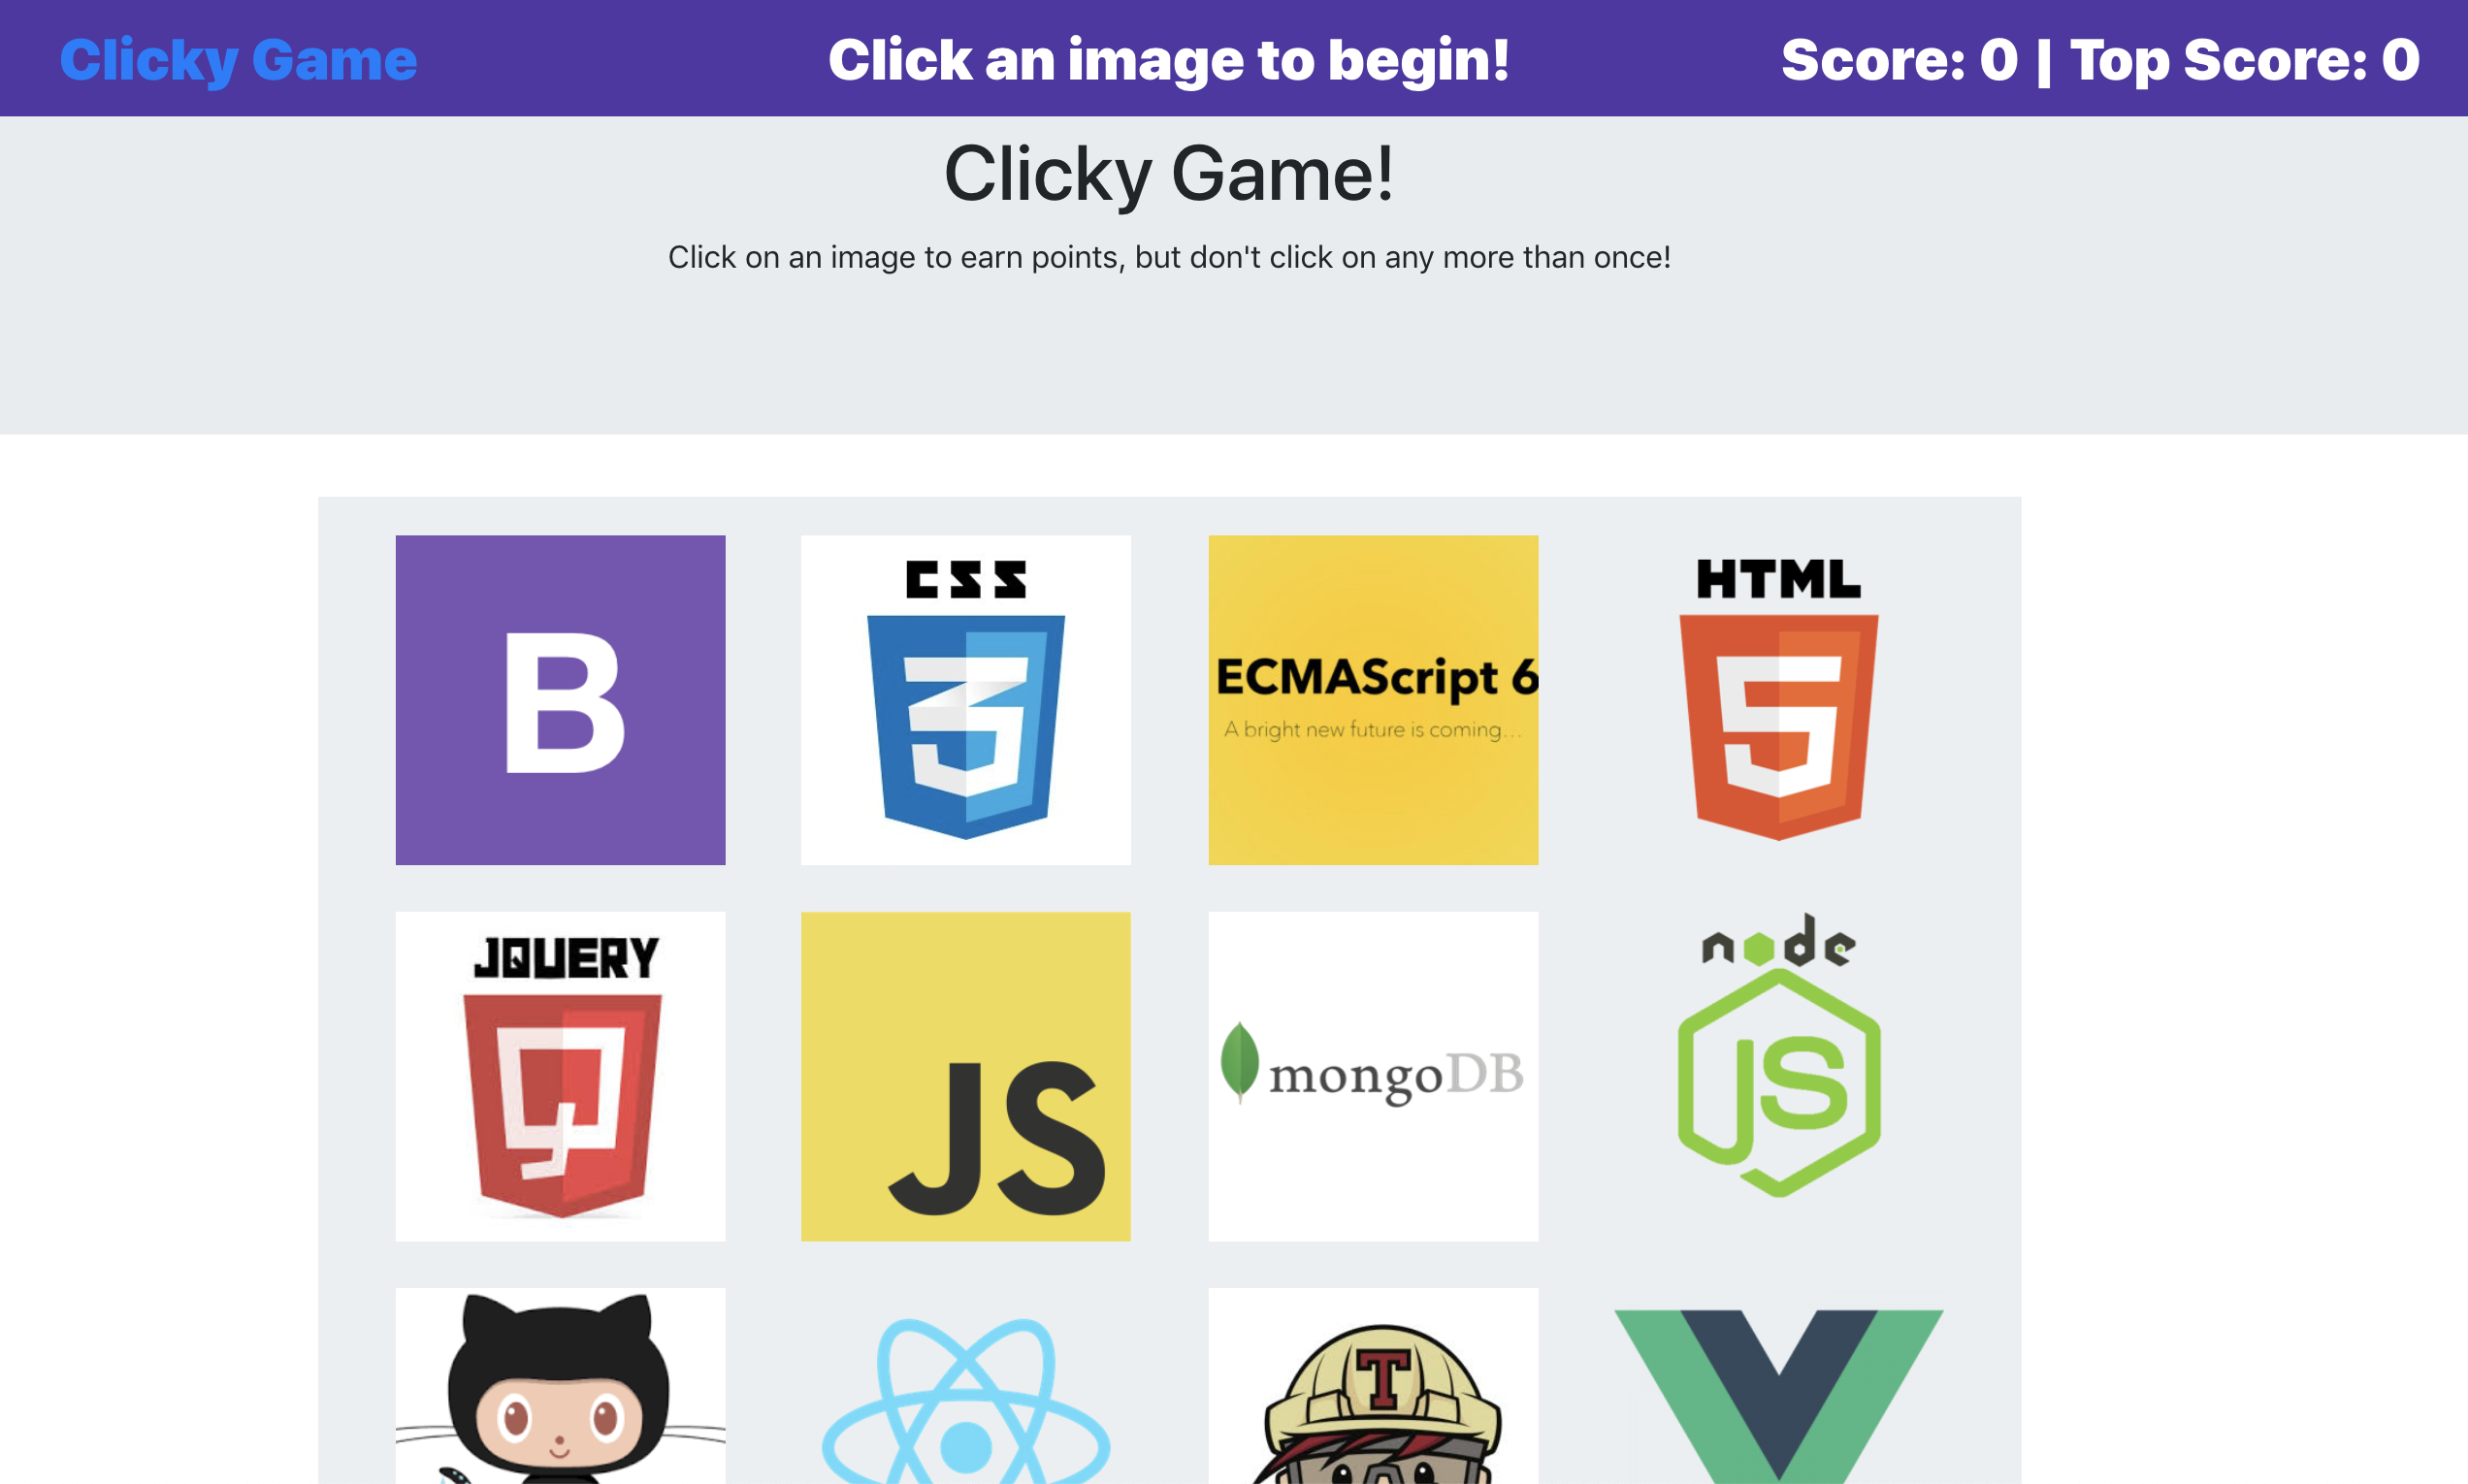 Clicky Game
Click an image to begin!
Score: 0 | Top Score: 0
Clicky Game!
Click on an image to earn points, but don't click on any more than once!
B
CSS
3
ECMAScript 6
A bright new future is coming...
HTML
5
JQUERY
JS
mongoDB
node
JS
T